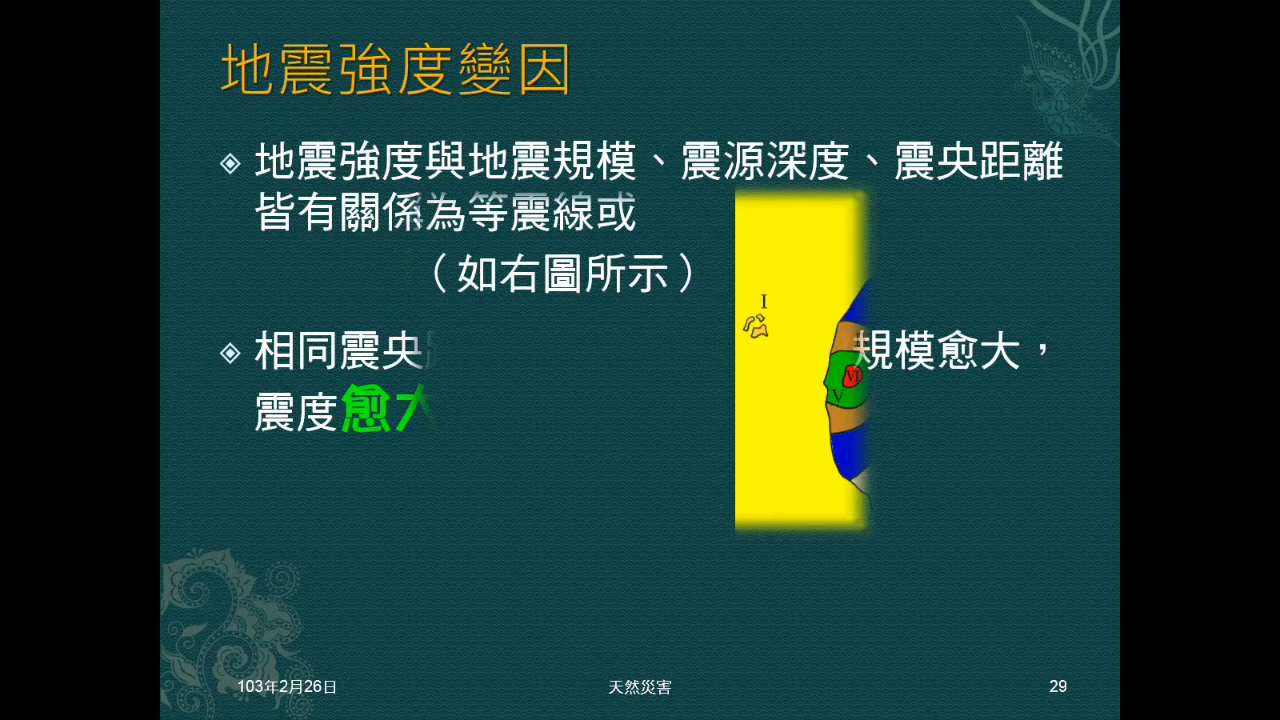 地震強度變因
地震強度與地震規模、震源深度、震央距離
皆有關係為等震線或
（如右圖所示）
I
相同震央
規模愈大，
VI
V
震度愈大
103年2月26日
天然災害
29